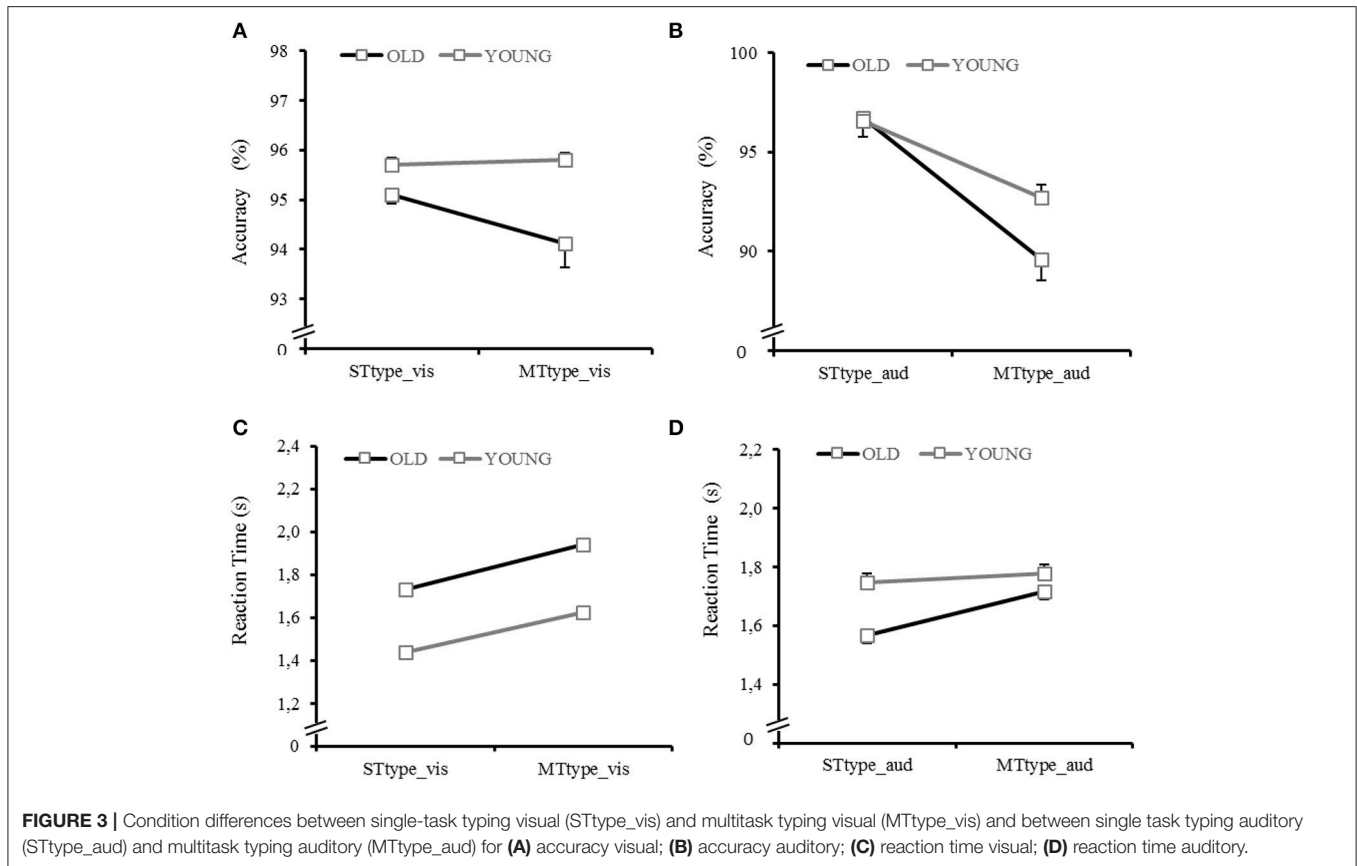 A
98
97
96
95
94
93
0
Accuracy (%)
OLD YOUNG
STtype_vis MTtype_vis
B
100
95
90
0
Accuracy (%)
OLD YOUNG
STtype_aud MTtype_aud
C
2,4
2,2
2,0
1,8
1,6
1,4
1,2
0
Reaction Time (s)
OLD YOUNG
STtype_vis MTtype_vis
D
2,2
2,0
1,8
1,6
1,4
0
Reaction Time (s)
OLD YOUNG
STtype_aud MTtype_aud
FIGURE 3 | Condition differences between single-task typing visual (STtype_vis) and multitask typing visual (MTtype_vis) and between single task typing auditory
(STtype_aud) and multitask typing auditory (MTtype_aud) for (A) accuracy visual; (B) accuracy auditory; (C) reaction time visual; (D) reaction time auditory.